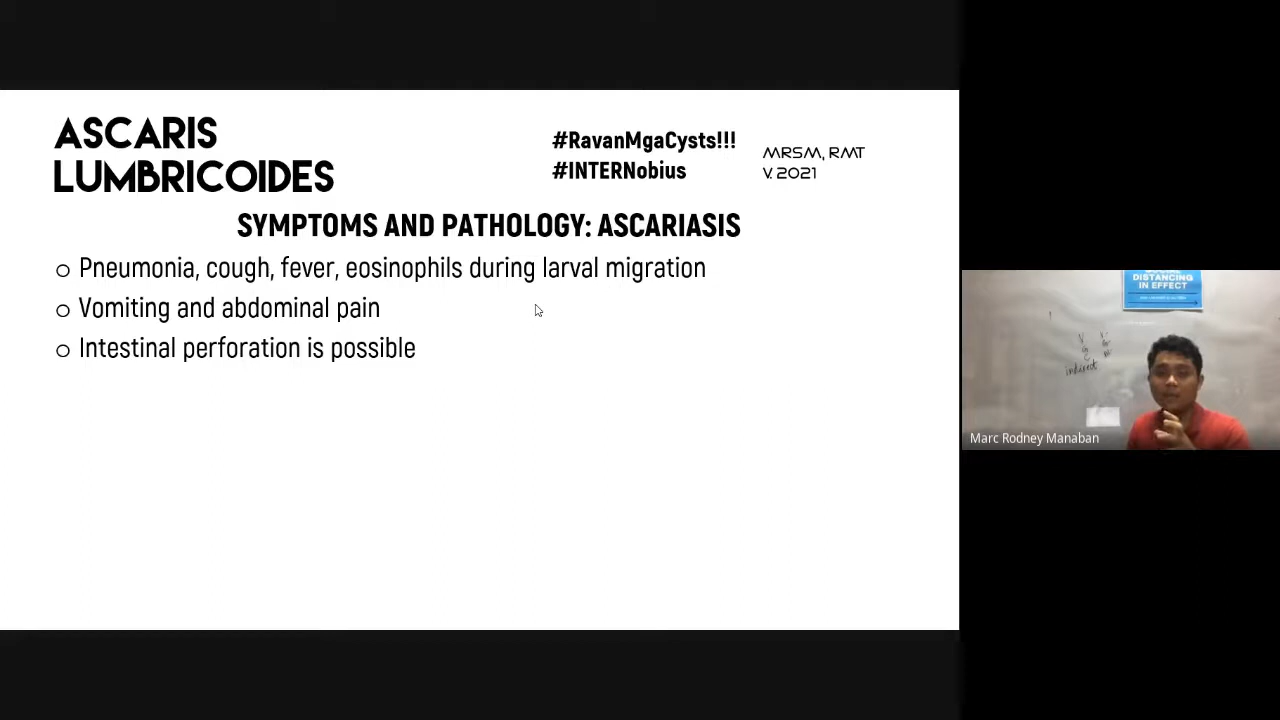 ASCARIS
LUMBRICOIDES
#RavanMgaCysts!!!
#INTERNobius
MRSM, RMT
V. 2021
SYMPTOMS AND PATHOLOGY: ASCARIASIS
o Pneumonia, cough, fever, eosinophils during larval migration
o Vomiting and abdominal pain
o Intestinal perforation is possible
DISTANCING
IN EFFECT
indirect
Marc Rodney Manaban